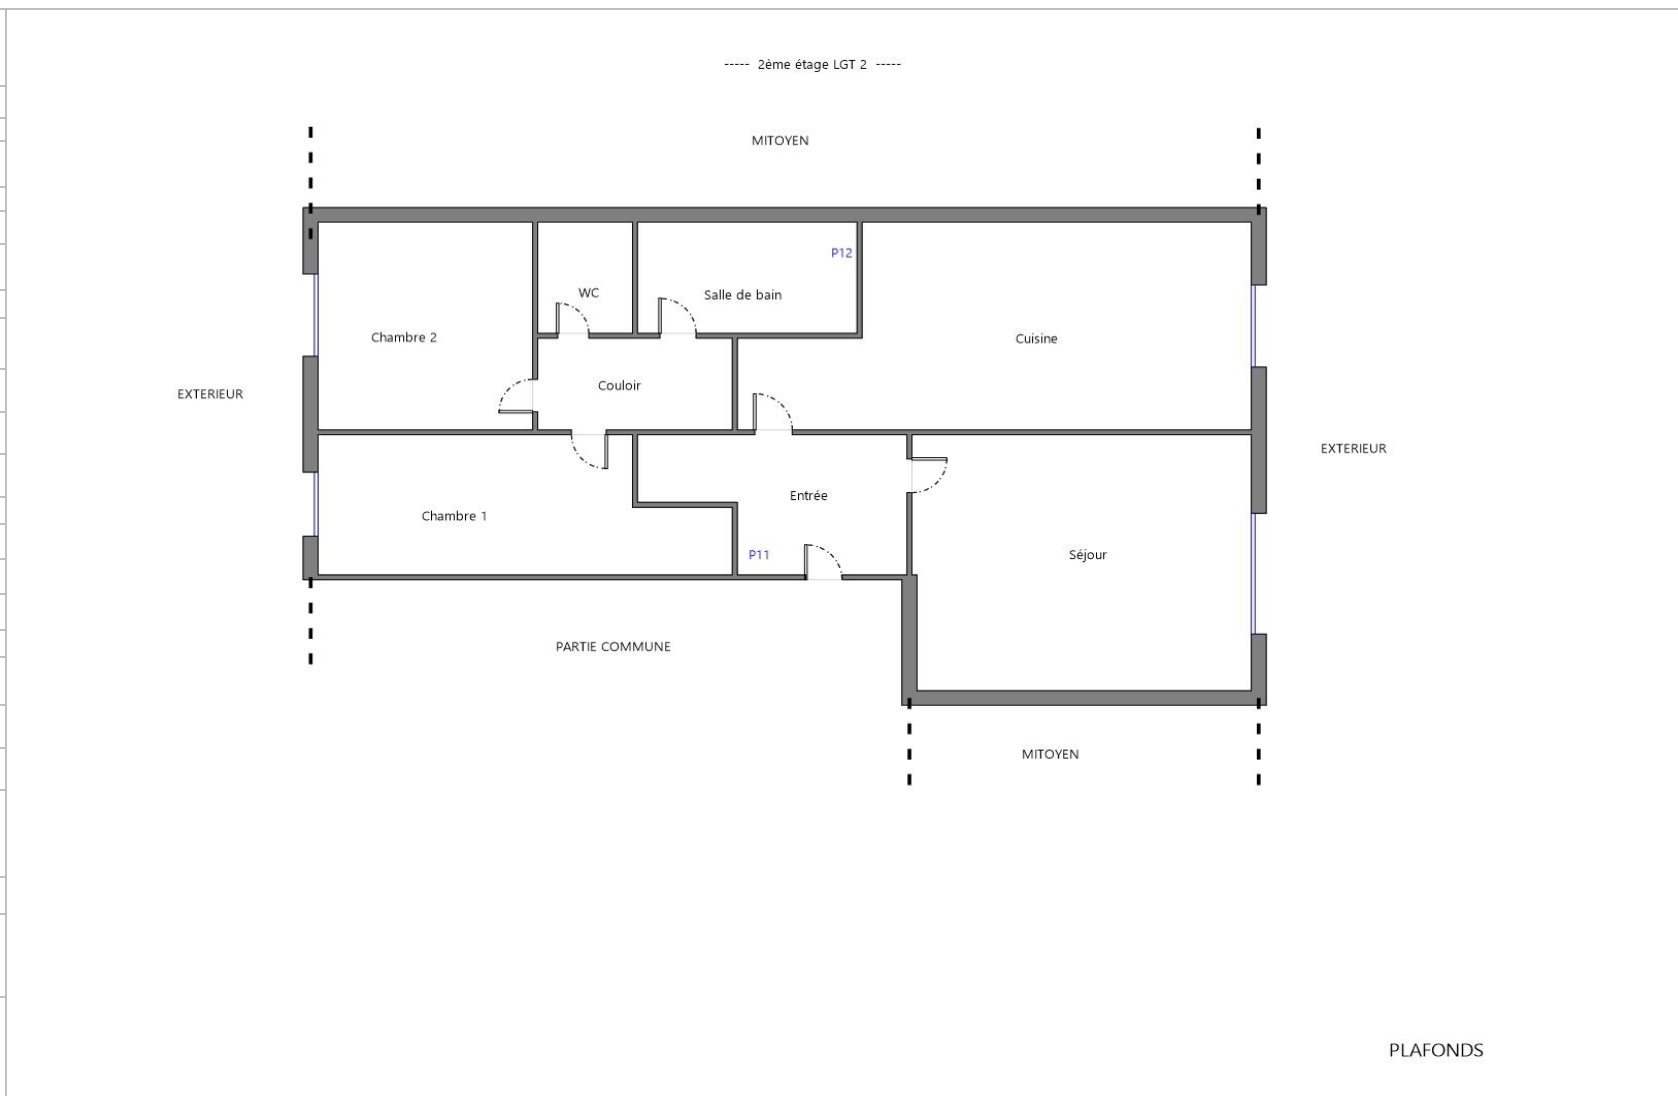 ----- 2ème étage LGT 2 -----
MITOYEN
P12
WC
Salle de bain
Chambre 2
Cuisine
Couloir
EXTERIEUR
EXTERIEUR
Entrée
Chambre 1
P11
Séjour
PARTIE COMMUNE
MITOYEN
PLAFONDS